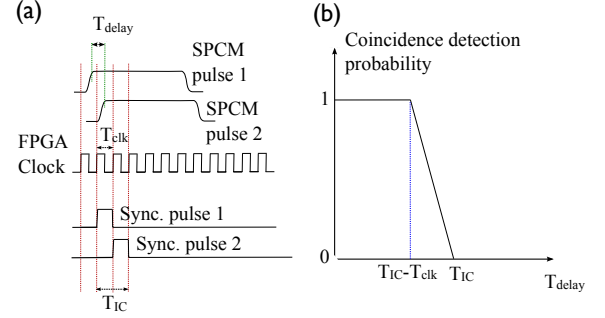 (a)
T_delay
SPCM
pulse 1
SPCM
pulse 2
FPGA
Clock
T_clk
Sync. pulse 1
Sync. pulse 2
T_IC
(b)
Coincidence detection
probability
1
0
T_IC-T_clk
T_IC
T_delay